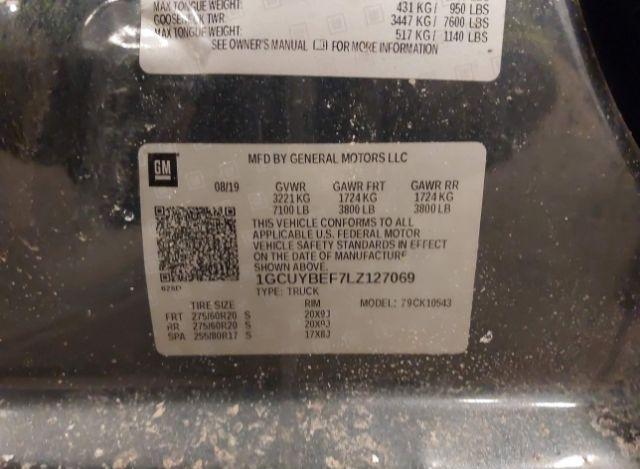 MAX TONGUE WEIGHT: 431 KG/ 950 LBS
GOOSENECK TWR 3447 KG/ 7600 LBS
MAX TONGUE WEIGHT: 517 KG/ 1140 LBS
SEE OWNER'S MANUAL FOR MORE INFORMATION
GM
MFD BY GENERAL MOTORS LLC
08/19 GVWR GAWR FRT GAWR RR
3221 KG 1724 KG 1724 KG
7100 LB 3800 LB 3800 LB
THIS VEHICLE CONFORMS TO ALL
APPLICABLE U.S. FEDERAL MOTOR
VEHICLE SAFETY STANDARDS IN EFFECT
ON THE DATE OF MANUFACTURE
SHOWN ABOVE.
1GCUYBEF7LZ127069
TYPE: TRUCK
TIRE SIZE RIM MODEL: 79CK10543
FRT 275/60R20 S 20X9J
RR 275/60R20 S 20X9J
SPA 255/80R17 S 17X8J